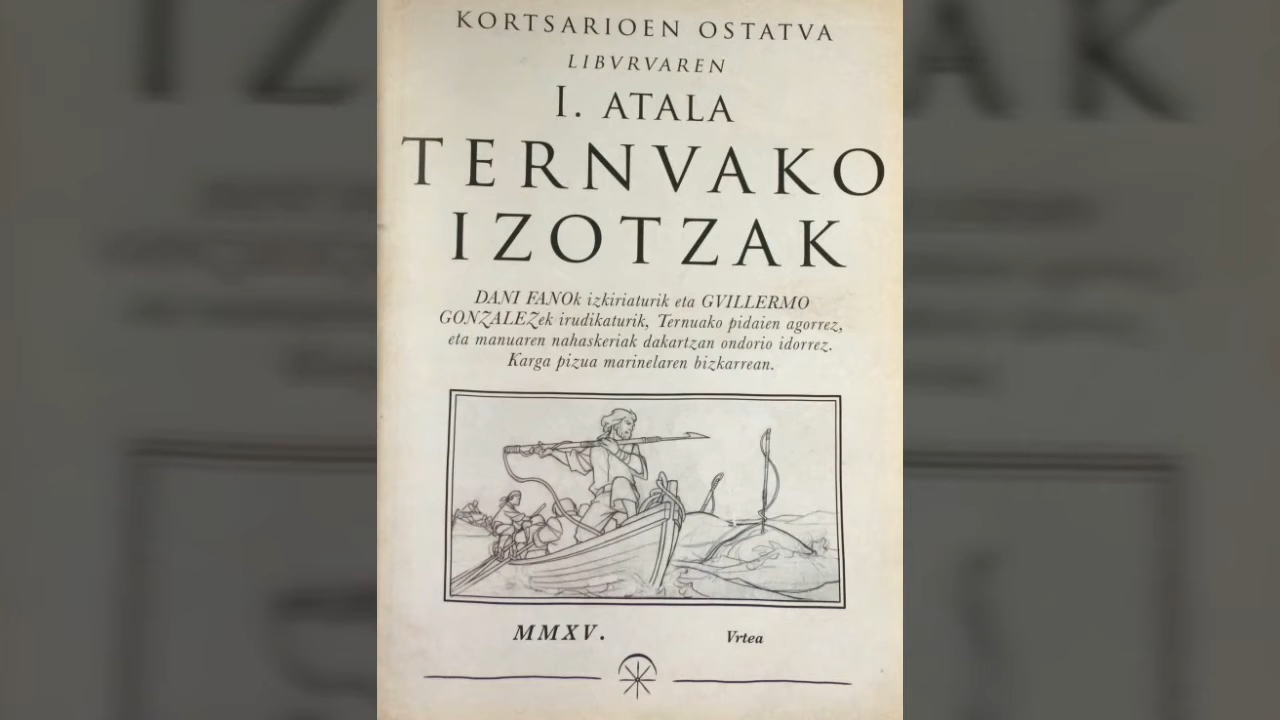 KORTSARIOEN OSTATVA
LIBVRVAREN
I. ATALA
TERNVAKO
IZOTZAK
DANI FANOk izkiriaturik eta GVILLERMO
GONZALEZek irudikaturik, Ternuako pidaien agorrez,
eta manuaren nahaskeriak dakartzan ondorio idorrez.
Karga pizua marinelaren bizkarrean.
MMXV.
Vrtea